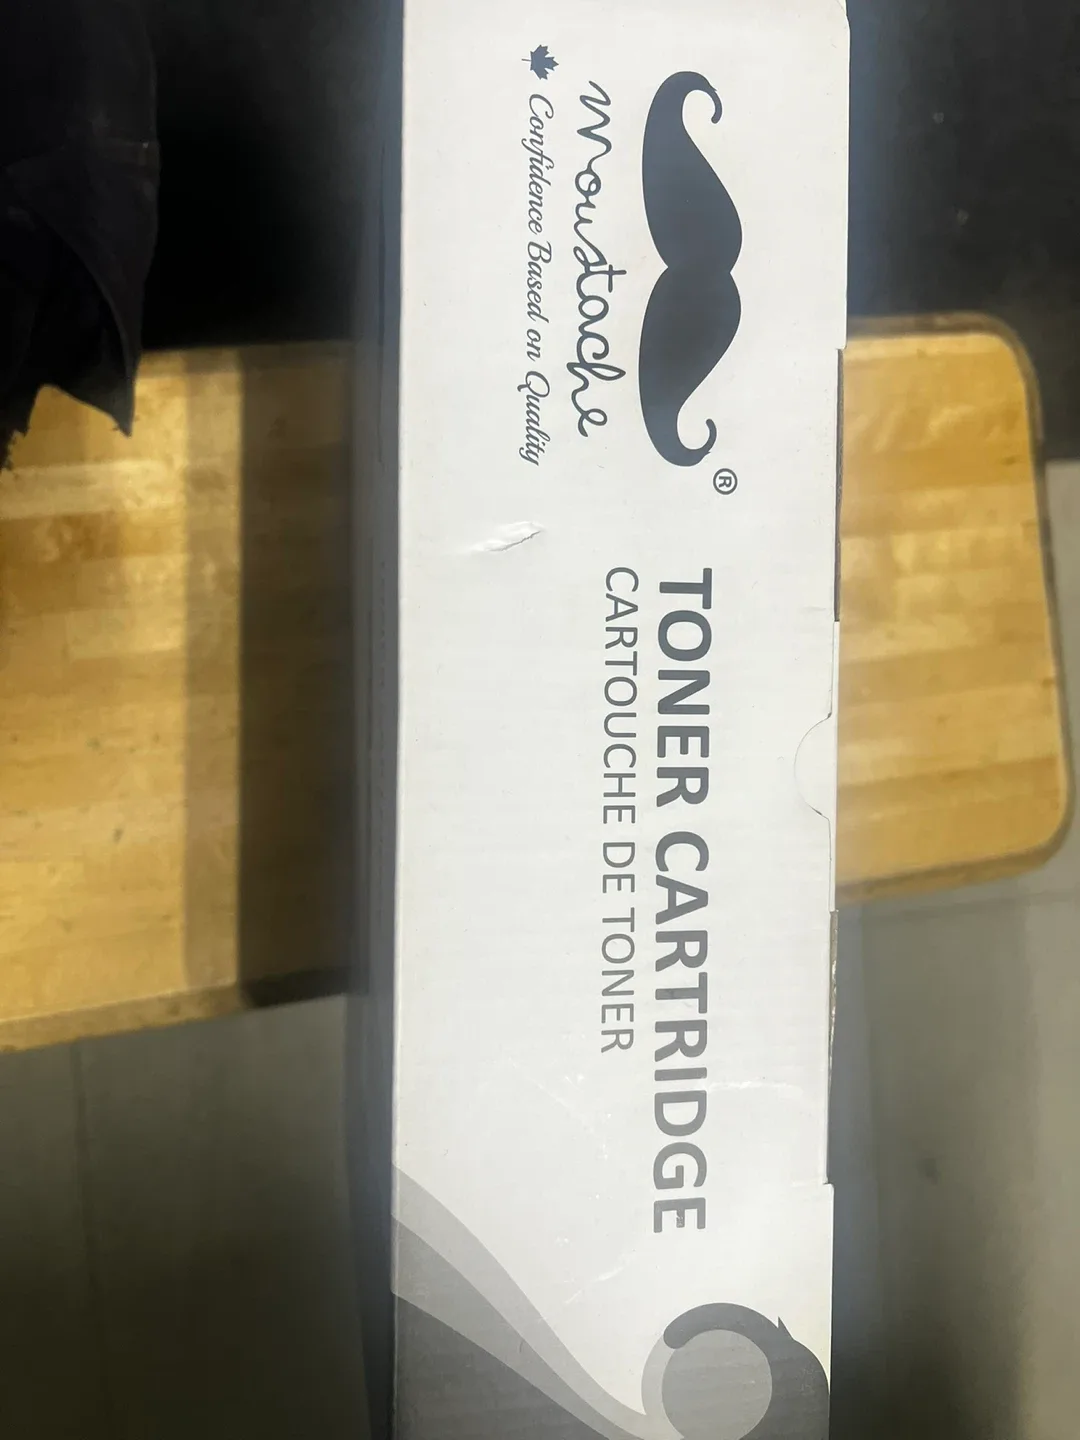 moustache®
Confidence Based on Quality
TONER CARTRIDGE
CARTOUCHE DE TONER